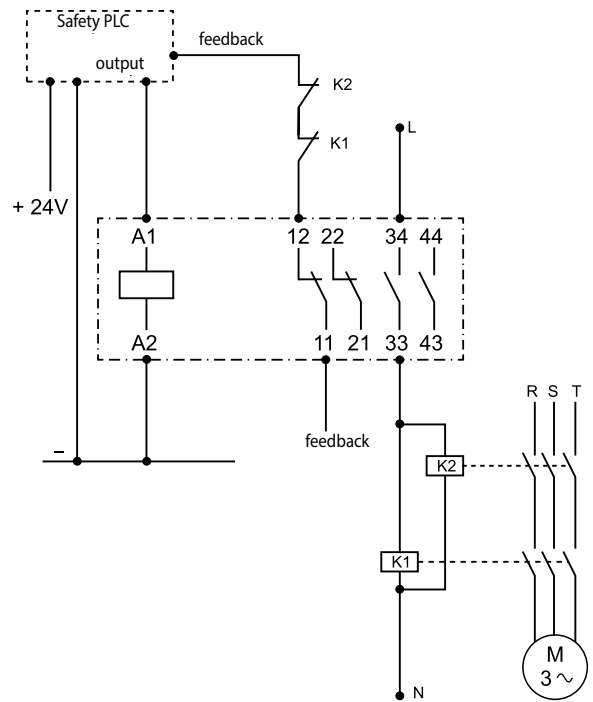 Safety PLC
feedback
output
K2
K1
L
+ 24V
A1 12 22 34 44
A2 11 21 33 43
R S T
feedback
–
K2
K1
M
3 ~
N